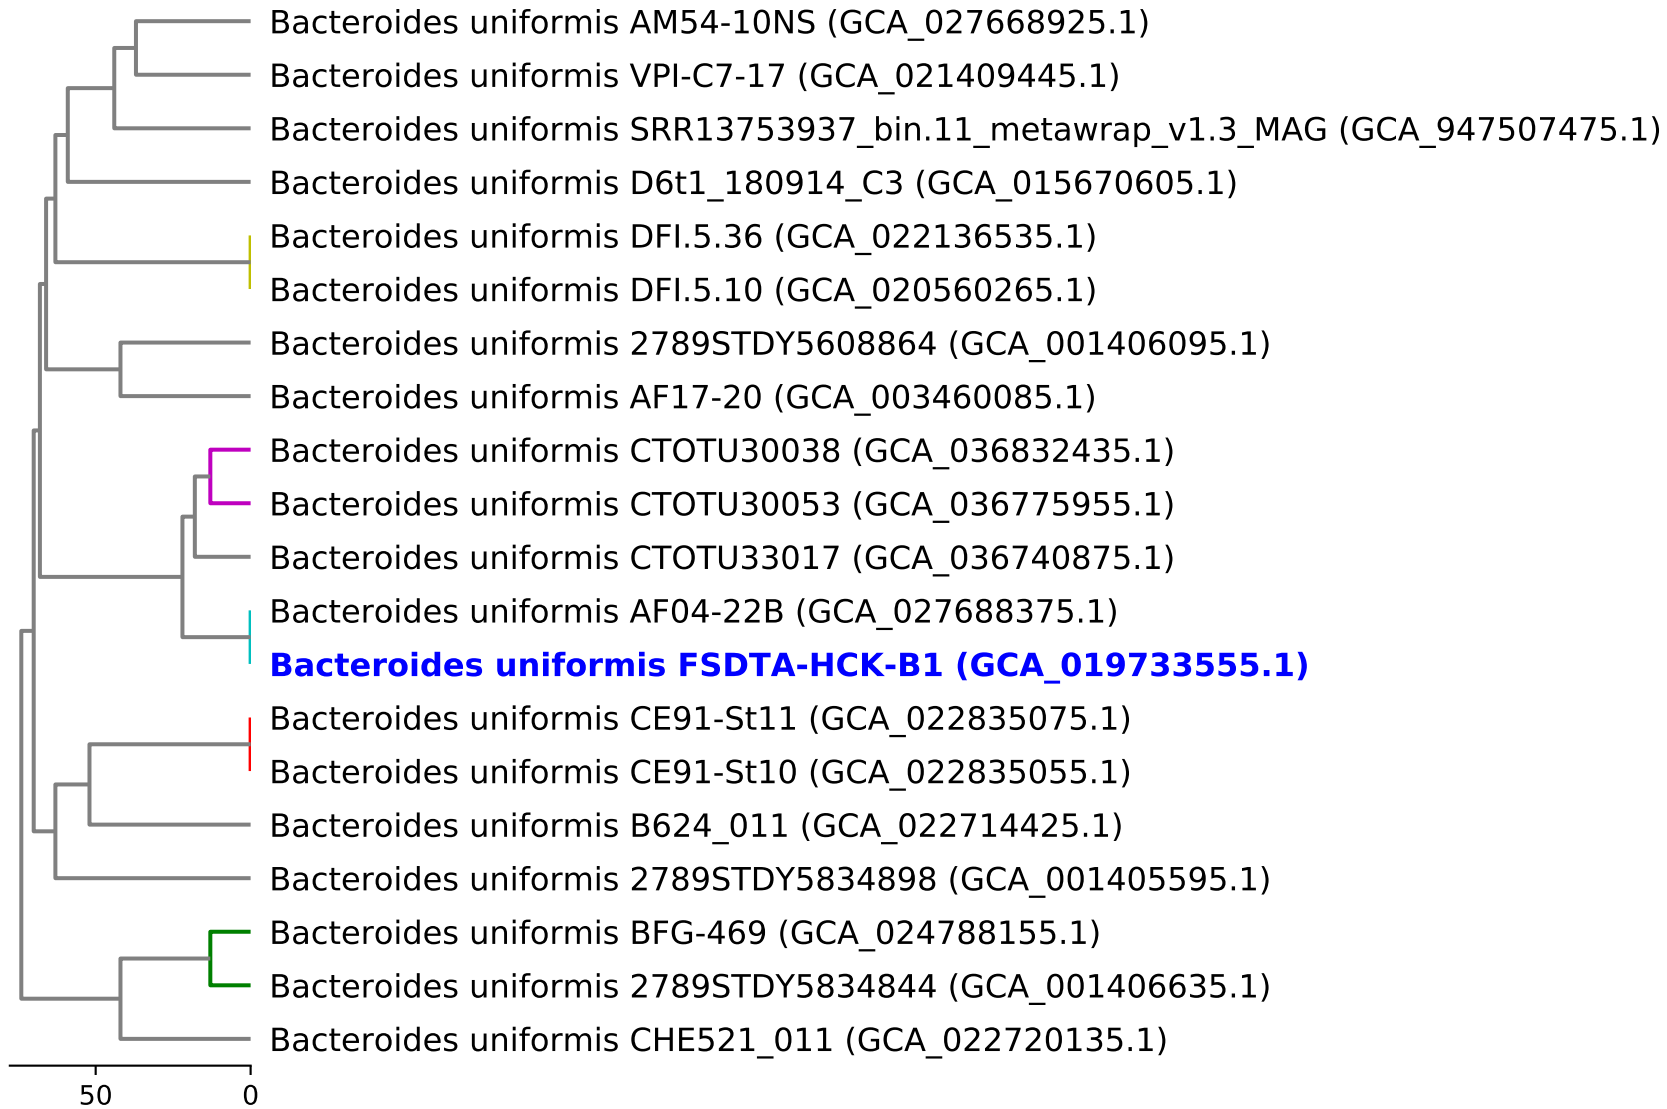 Bacteroides uniformis AM54-10NS (GCA_027668925.1)
Bacteroides uniformis VPI-C7-17 (GCA_021409445.1)
Bacteroides uniformis SRR13753937_bin.11_metawrap_v1.3_MAG (GCA_947507475.1)
Bacteroides uniformis D6t1_180914_C3 (GCA_015670605.1)
Bacteroides uniformis DFI.5.36 (GCA_022136535.1)
Bacteroides uniformis DFI.5.10 (GCA_020560265.1)
Bacteroides uniformis 2789STDY5608864 (GCA_001406095.1)
Bacteroides uniformis AF17-20 (GCA_003460085.1)
Bacteroides uniformis CTOTU30038 (GCA_036832435.1)
Bacteroides uniformis CTOTU30053 (GCA_036775955.1)
Bacteroides uniformis CTOTU33017 (GCA_036740875.1)
Bacteroides uniformis AF04-22B (GCA_027688375.1)
Bacteroides uniformis FSDTA-HCK-B1 (GCA_019733555.1)
Bacteroides uniformis CE91-St11 (GCA_022835075.1)
Bacteroides uniformis CE91-St10 (GCA_022835055.1)
Bacteroides uniformis B624_011 (GCA_022714425.1)
Bacteroides uniformis 2789STDY5834898 (GCA_001405595.1)
Bacteroides uniformis BFG-469 (GCA_024788155.1)
Bacteroides uniformis 2789STDY5834844 (GCA_001406635.1)
Bacteroides uniformis CHE521_011 (GCA_022720135.1)
50 0